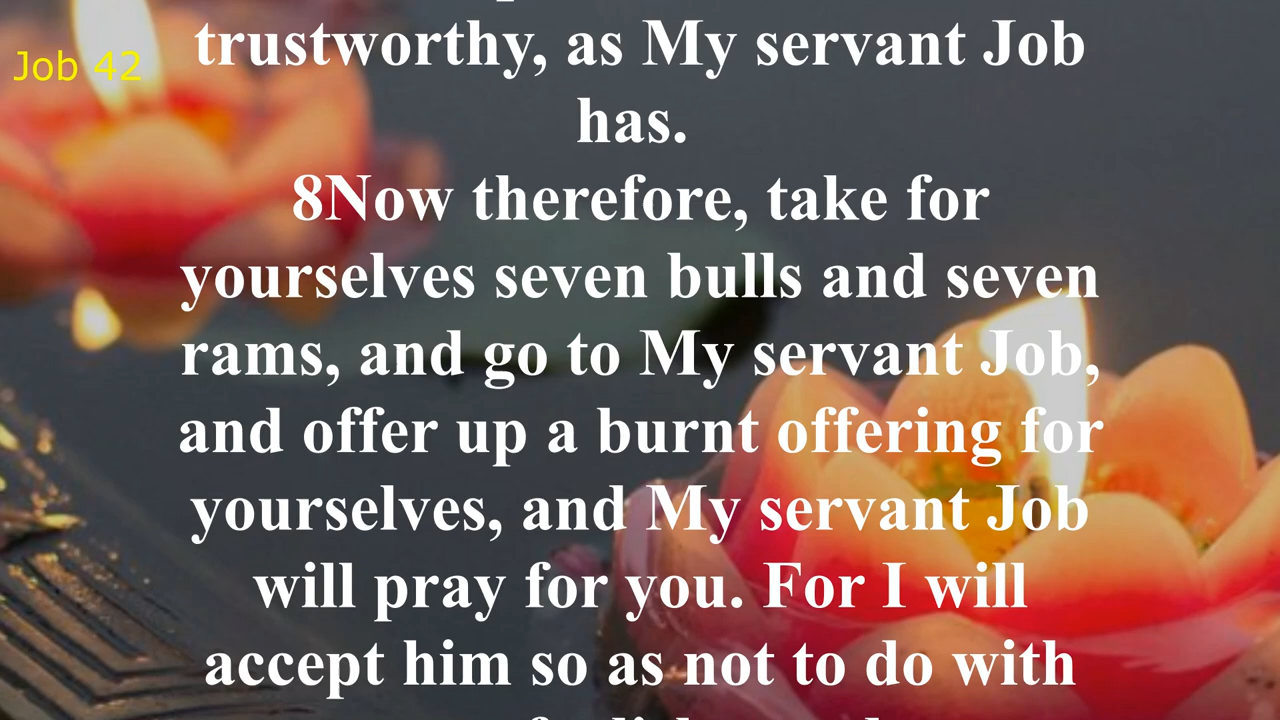 Job 42
trustworthy, as My servant Job
has.
8Now therefore, take for
yourselves seven bulls and seven
rams, and go to My servant Job,
and offer up a burnt offering for
yourselves, and My servant Job
will pray for you. For I will
accept him so as not to do with